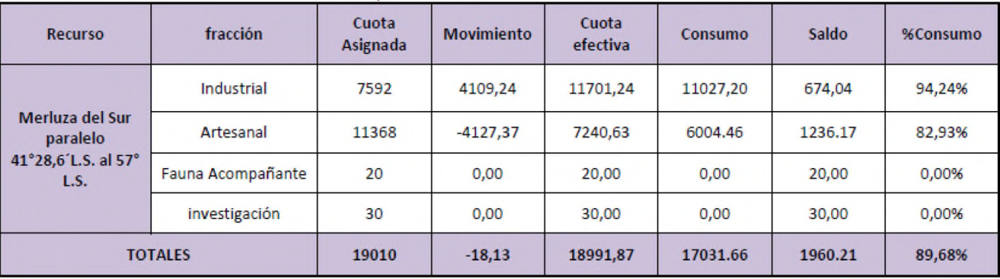 Recurso fracción Cuota Asignada Movimiento Cuota efectiva Consumo Saldo %Consumo
Merluza del Sur paralelo 41°28,6´L.S. al 57° L.S.
Industrial 7592 4109,24 11701,24 11027,20 674,04 94,24%
Artesanal 11368 -4127,37 7240,63 6004.46 1236.17 82,93%
Fauna Acompañante 20 0,00 20,00 0,00 20,00 0,00%
investigación 30 0,00 30,00 0,00 30,00 0,00%
TOTALES 19010 -18,13 18991,87 17031.66 1960.21 89,68%